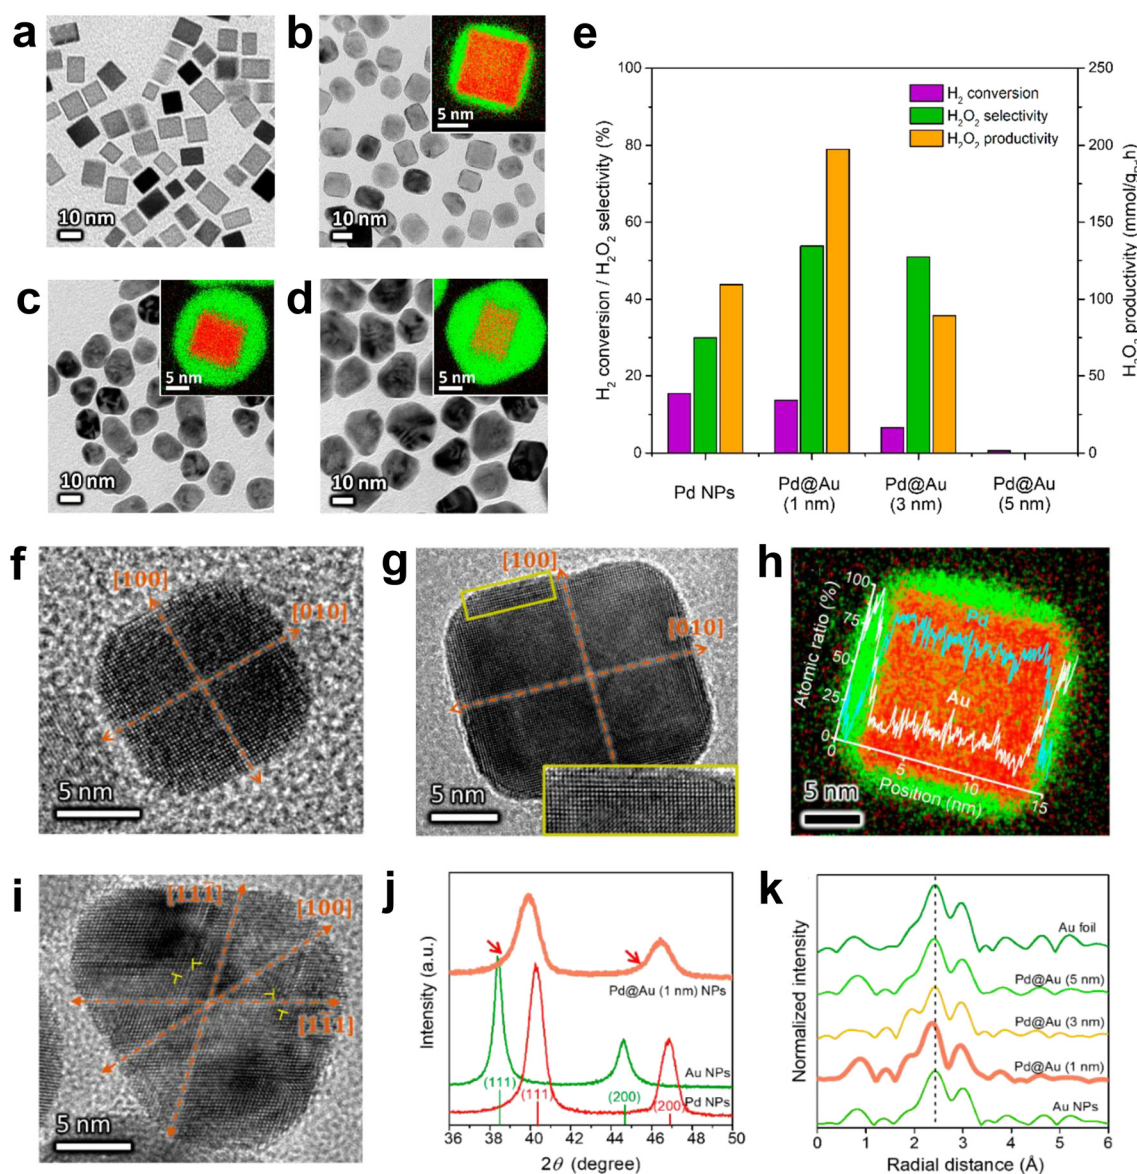 a
10 nm
b
5 nm
10 nm
c
5 nm
10 nm
d
5 nm
10 nm
e
H₂ conversion / H₂O₂ selectivity (%)
100
80
60
40
20
0
H₂ conversion
H₂O₂ selectivity
H₂O₂ productivity
250
200
150
100
50
0
H₂O₂ productivity (mmol/g_Pd h)
Pd NPs
Pd@Au
(1 nm)
Pd@Au
(3 nm)
Pd@Au
(5 nm)
f
[100]
[010]
5 nm
g
[100]
[010]
5 nm
h
Atomic ratio (%)
100
75
50
25
0
Pd
Au
0
5
10
15
Position (nm)
5 nm
i
[111̄]
[100]
[11̄1]
5 nm
j
Intensity (a.u.)
Pd@Au (1 nm) NPs
Au NPs
(111)
(111)
(200)
(200)
Pd NPs
36 38 40 42 44 46 48 50
2θ (degree)
k
Normalized intensity
Au foil
Pd@Au (5 nm)
Pd@Au (3 nm)
Pd@Au (1 nm)
Au NPs
0 1 2 3 4 5 6
Radial distance (Å)